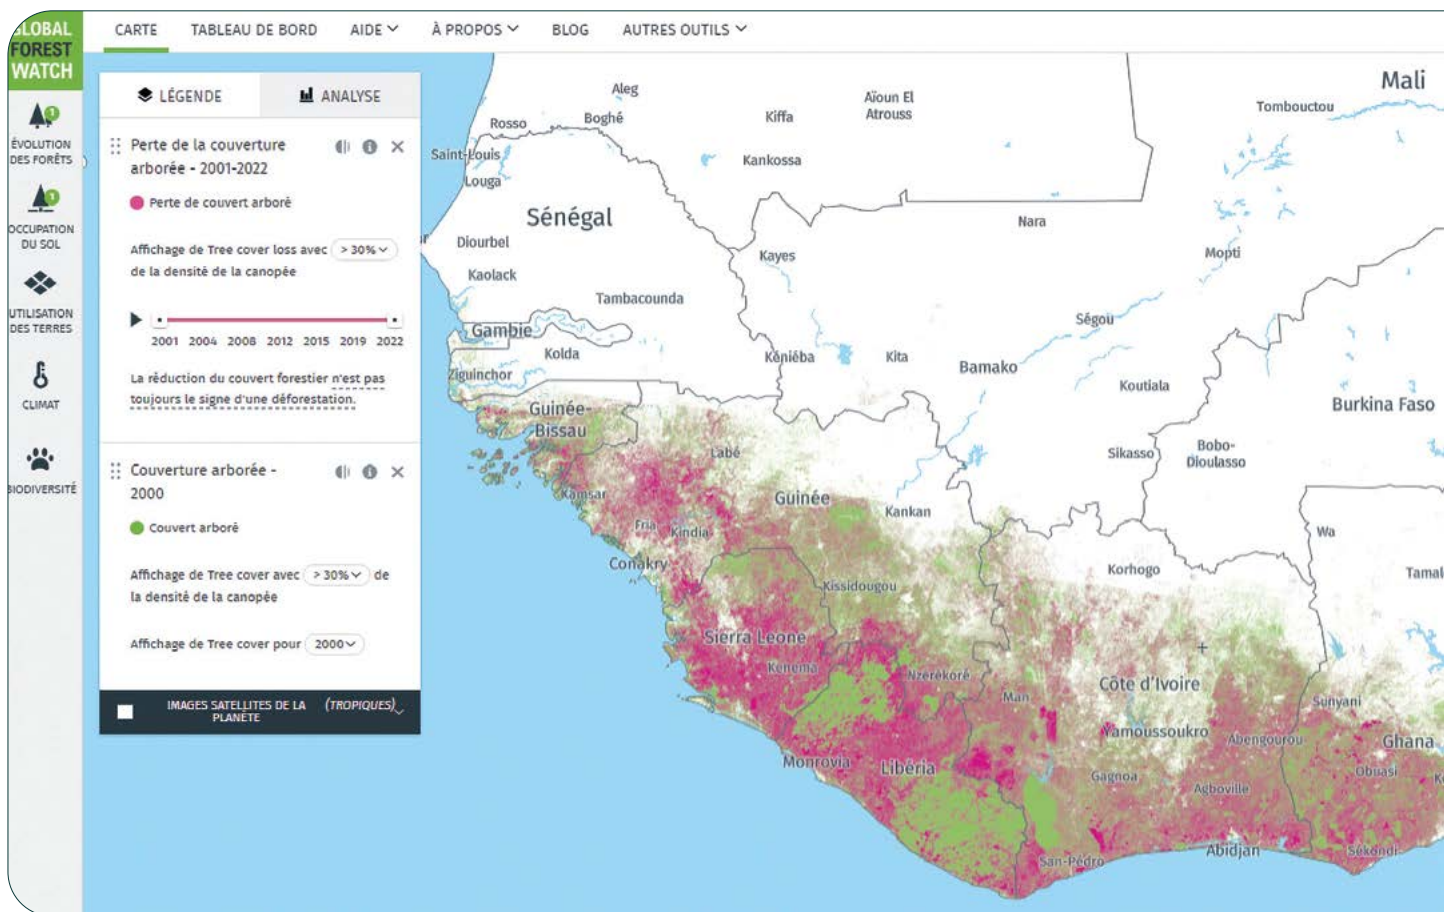 GLOBAL
FOREST
WATCH
CARTE
TABLEAU DE BORD
AIDE
À PROPOS
BLOG
AUTRES OUTILS
ÉVOLUTION
DES FORÊTS
1
OCCUPATION
DU SOL
1
UTILISATION
DES TERRES
CLIMAT
BIODIVERSITÉ
LÉGENDE
ANALYSE
Perte de la couverture
arborée - 2001-2022
Perte de couvert arboré
Affichage de Tree cover loss avec > 30%
de la densité de la canopée
2001 2004 2008 2012 2015 2019 2022
La réduction du couvert forestier n'est pas
toujours le signe d'une déforestation.
Couverture arborée -
2000
Couvert arboré
Affichage de Tree cover avec > 30% de
la densité de la canopée
Affichage de Tree cover pour 2000
IMAGES SATELLITES DE LA
PLANÈTE
(TROPIQUES)
Mali
Aleg
Aïoun El
Atrouss
Tombouctou
Rosso
Boghé
Kiffa
Saint-Louis
Kankossa
Louga
Sénégal
Nara
Diourbel
Kayes
Mopti
Kaolack
Tambacounda
Ségou
Gambie
Kolda
Kéniéba
Kita
Bamako
Ziguinchor
Koutiala
Burkina Faso
Guinée-
Bissau
Labé
Sikasso
Bobo-
Dioulasso
Kamsar
Guinée
Kankan
Fria
Kindia
Wa
Conakry
Korhogo
Tamal
Kissidougou
Sierra Leone
Kenema
Nzérékoré
Man
Côte d'Ivoire
Sunyani
Yamoussoukro
Abengourou
Ghana
Monrovia
Libéria
Gagnoa
Obuasi
Agboville
San-Pédro
Abidjan
Sekondi